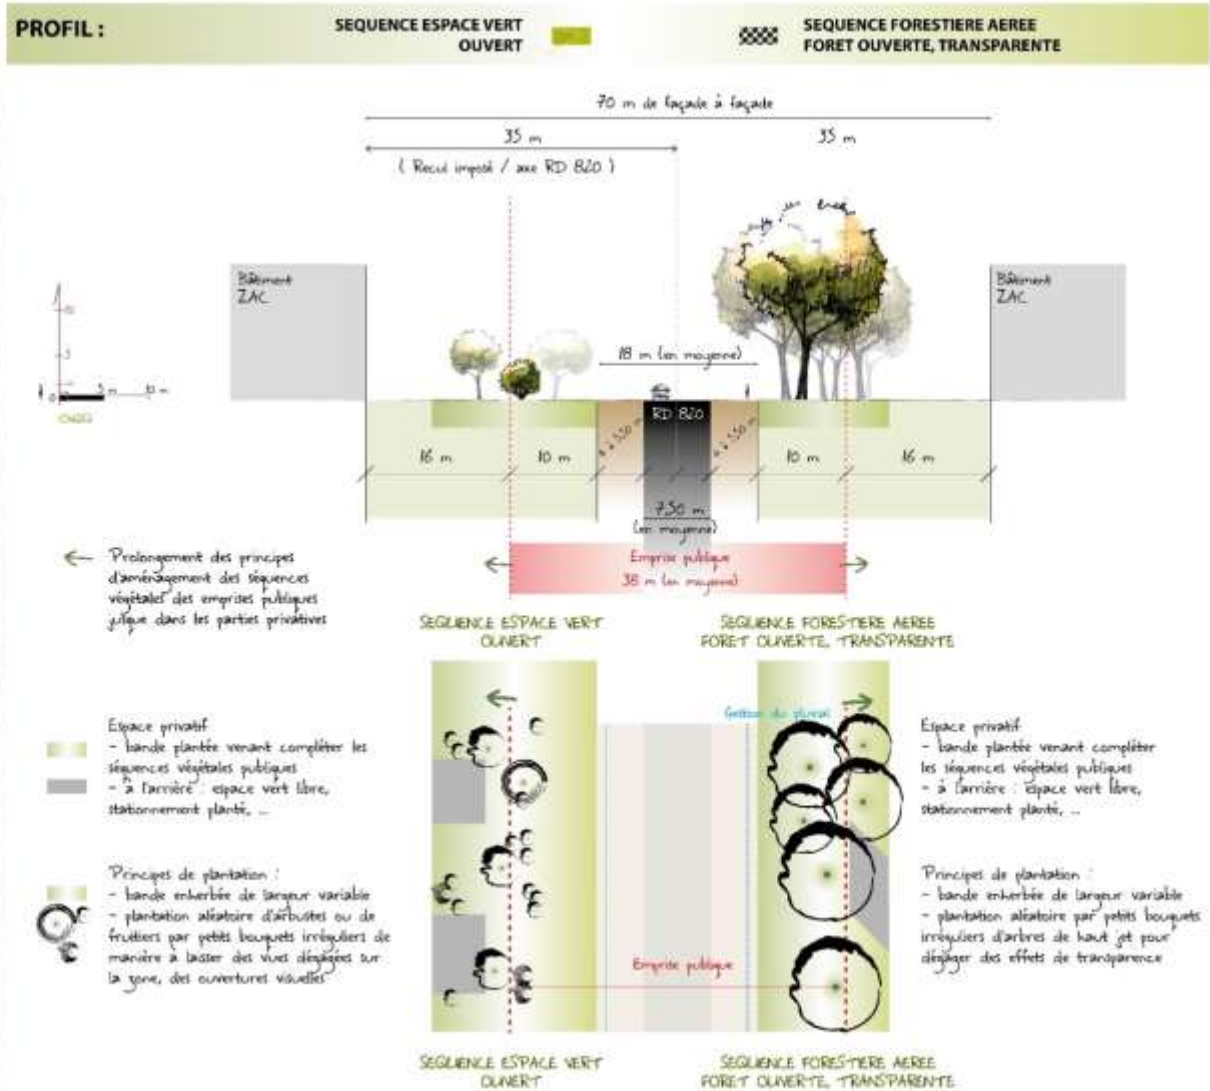 PROFIL :
SEQUENCE ESPACE VERT
OUVERT
SEQUENCE FORESTIERE AEREE
FORET OUVERTE, TRANSPARENTE
70 m de façade à façade
35 m
35 m
( Recul imposé / axe RD 820 )
Bâtiment
ZAC
Bâtiment
ZAC
18 m (en moyenne)
5 m
10 m
RD 820
16 m
10 m
10 m
16 m
7,50 m
(en moyenne)
Emprise publique
38 m (en moyenne)
Prolongement des principes
d'aménagement des séquences
végétales des emprises publiques
jusque dans les parties privatives
SEQUENCE ESPACE VERT
OUVERT
SEQUENCE FORESTIERE AEREE
FORET OUVERTE, TRANSPARENTE
Gestion du pluvial
Espace privatif
- bande plantée venant compléter les
séquences végétales publiques
- à l'arrière : espace vert libre,
stationnement planté, ...
Espace privatif
- bande plantée venant compléter
les séquences végétales publiques
- à l'arrière : espace vert libre,
stationnement planté, ...
Principes de plantation :
- bande enherbée de largeur variable
- plantation aléatoire d'arbustes ou de
fruitiers par petits bouquets irréguliers de
manière à laisser des vues dégagées sur
la zone, des ouvertures visuelles
Principes de plantation :
- bande enherbée de largeur variable
- plantation aléatoire par petits bouquets
irréguliers d'arbres de haut jet pour
dégager des effets de transparence
Emprise publique
SEQUENCE ESPACE VERT
OUVERT
SEQUENCE FORESTIERE AEREE
FORET OUVERTE, TRANSPARENTE